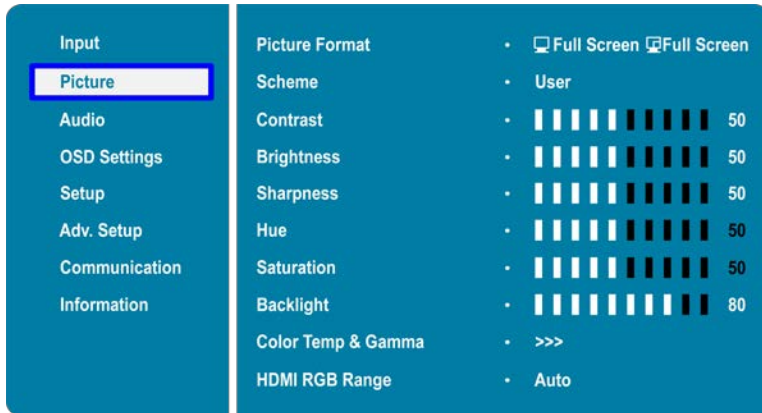 Input
Picture
Audio
OSD Settings
Setup
Adv. Setup
Communication
Information
Picture Format • Full Screen Full Screen
Scheme • User
Contrast • 50
Brightness • 50
Sharpness • 50
Hue • 50
Saturation • 50
Backlight • 80
Color Temp & Gamma • >>>
HDMI RGB Range • Auto